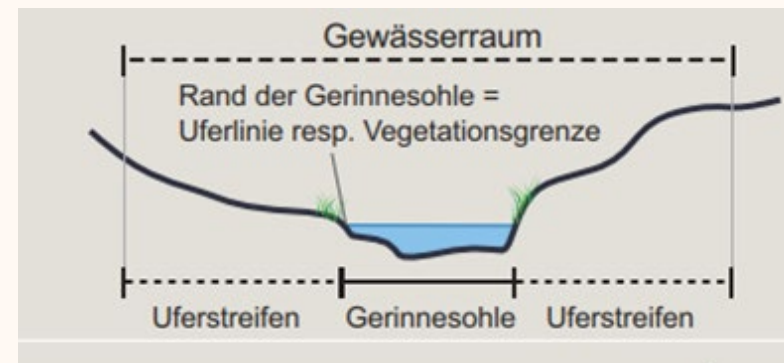 Gewässerraum
Rand der Gerinnesohle =
Uferlinie resp. Vegetationsgrenze
Uferstreifen
Gerinnesohle
Uferstreifen